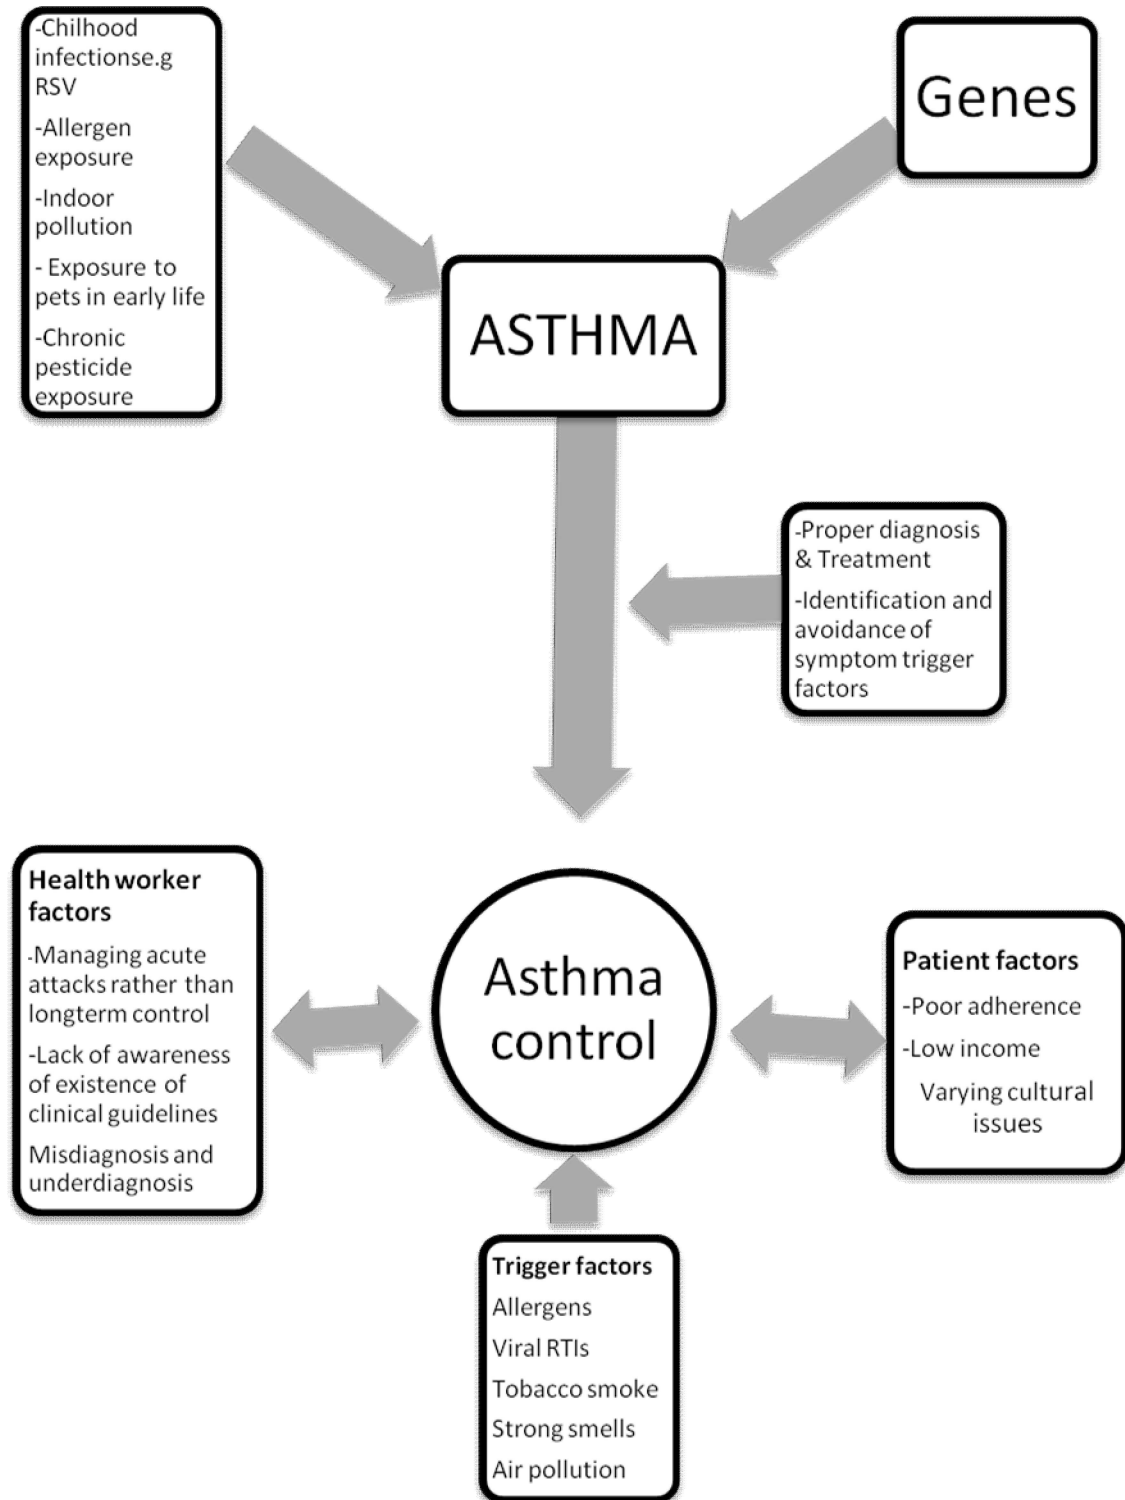 -Chilhood
infectionse.g
RSV
-Allergen
exposure
-Indoor
pollution
- Exposure to
pets in early life
-Chronic
pesticide
exposure
Genes
ASTHMA
-Proper diagnosis
& Treatment
-Identification and
avoidance of
symptom trigger
factors
Health worker
factors
-Managing acute
attacks rather than
longterm control
-Lack of awareness
of existence of
clinical guidelines
Misdiagnosis and
underdiagnosis
Asthma
control
Patient factors
-Poor adherence
-Low income
Varying cultural
issues
Trigger factors
Allergens
Viral RTIs
Tobacco smoke
Strong smells
Air pollution